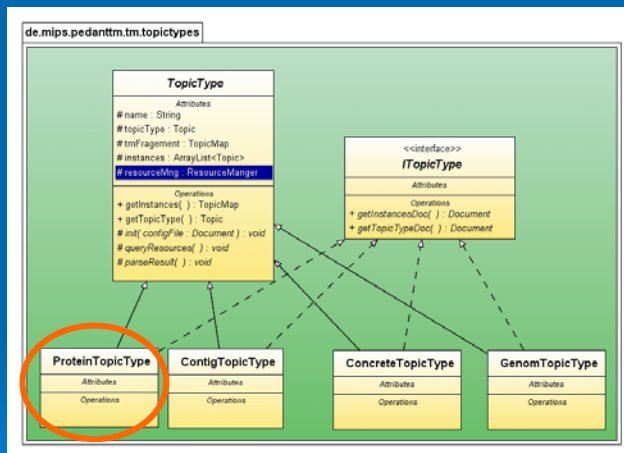 de.mips.pedanttm.tm.topictypes
TopicType
Attributes
# name : String
# topicType : Topic
# tmFragement : TopicMap
# instances : ArrayList<Topic>
# resourceMng : ResourceManger
Operations
+ getInstances( ) : TopicMap
+ getTopicType( ) : Topic
# init( configFile : Document ) : void
# queryResources( ) : void
# parseResult( ) : void
<<interface>>
ITopicType
Attributes
Operations
+ getInstancesDoc( ) : Document
+ getTopicTypeDoc( ) : Document
ProteinTopicType
Attributes
Operations
ContigTopicType
Attributes
Operations
ConcreteTopicType
Attributes
Operations
GenomTopicType
Attributes
Operations